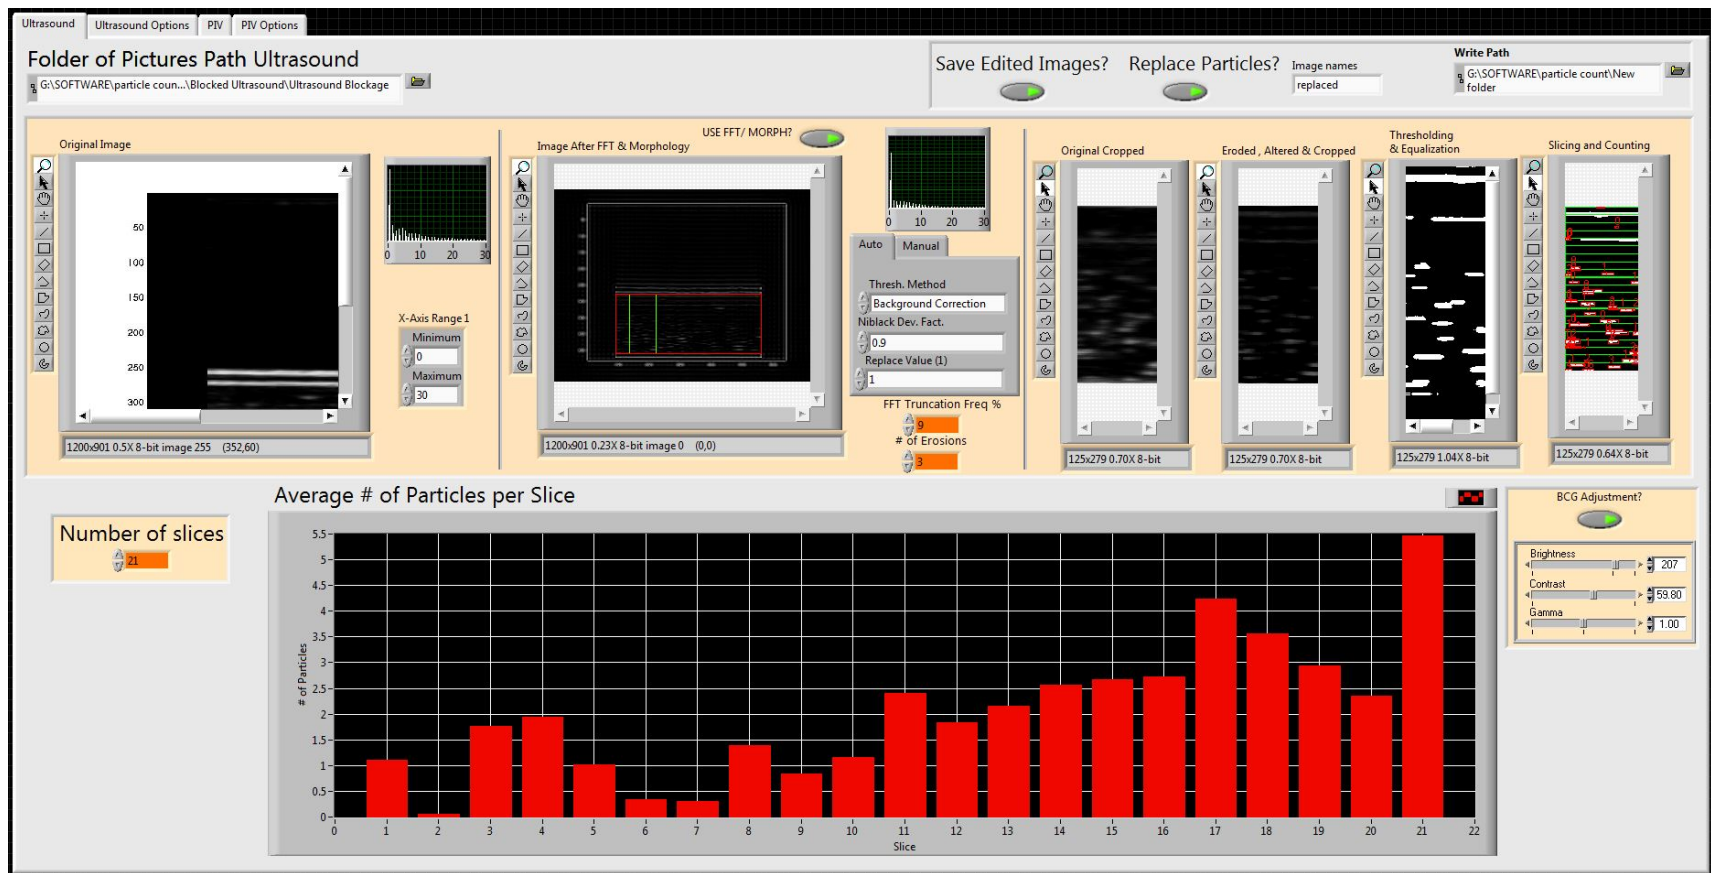 Ultrasound
Ultrasound Options
PIV
PIV Options
Folder of Pictures Path Ultrasound
G:\SOFTWARE\particle coun...\Blocked Ultrasound\Ultrasound Blockage
Save Edited Images?
Replace Particles?
Image names
replaced
Write Path
G:\SOFTWARE\particle count\New
folder
Original Image
50
100
150
200
250
300
1200x901 0.5X 8-bit image 255 (352,60)
0 10 20 30
X-Axis Range 1
Minimum
0
Maximum
30
USE FFT/ MORPH?
Image After FFT & Morphology
1200x901 0.23X 8-bit image 0 (0,0)
0 10 20 30
Auto
Manual
Thresh. Method
Background Correction
Niblack Dev. Fact.
0.9
Replace Value (1)
1
FFT Truncation Freq %
9
# of Erosions
3
Original Cropped
125x279 0.70X 8-bit
Eroded , Altered & Cropped
125x279 0.70X 8-bit
Thresholding
& Equalization
125x279 1.04X 8-bit
Slicing and Counting
125x279 0.64X 8-bit
Number of slices
21
Average # of Particles per Slice
# of Particles
5.5
5
4.5
4
3.5
3
2.5
2
1.5
1
0.5
0
0 1 2 3 4 5 6 7 8 9 10 11 12 13 14 15 16 17 18 19 20 21 22
Slice
BCG Adjustment?
Brightness
207
Contrast
59.80
Gamma
1.00